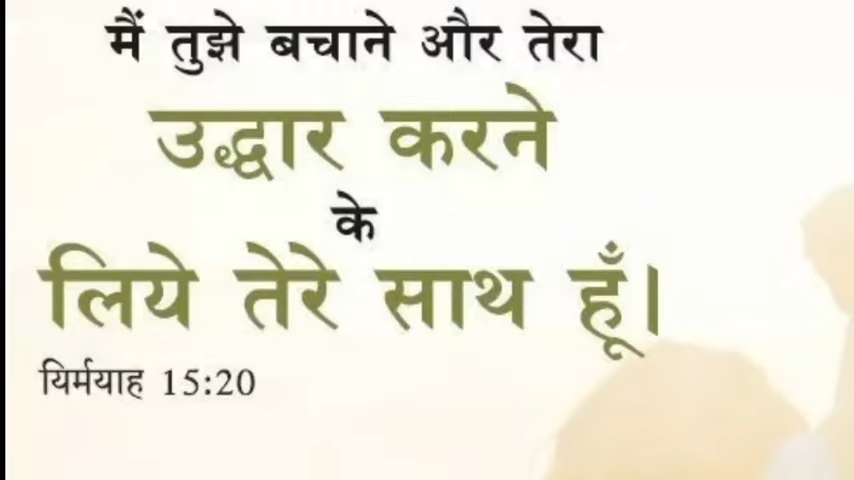 मैं तुझे बचाने और तेरा
उद्धार करने
के
लिये तेरे साथ हूँ।
यिर्मयाह 15:20